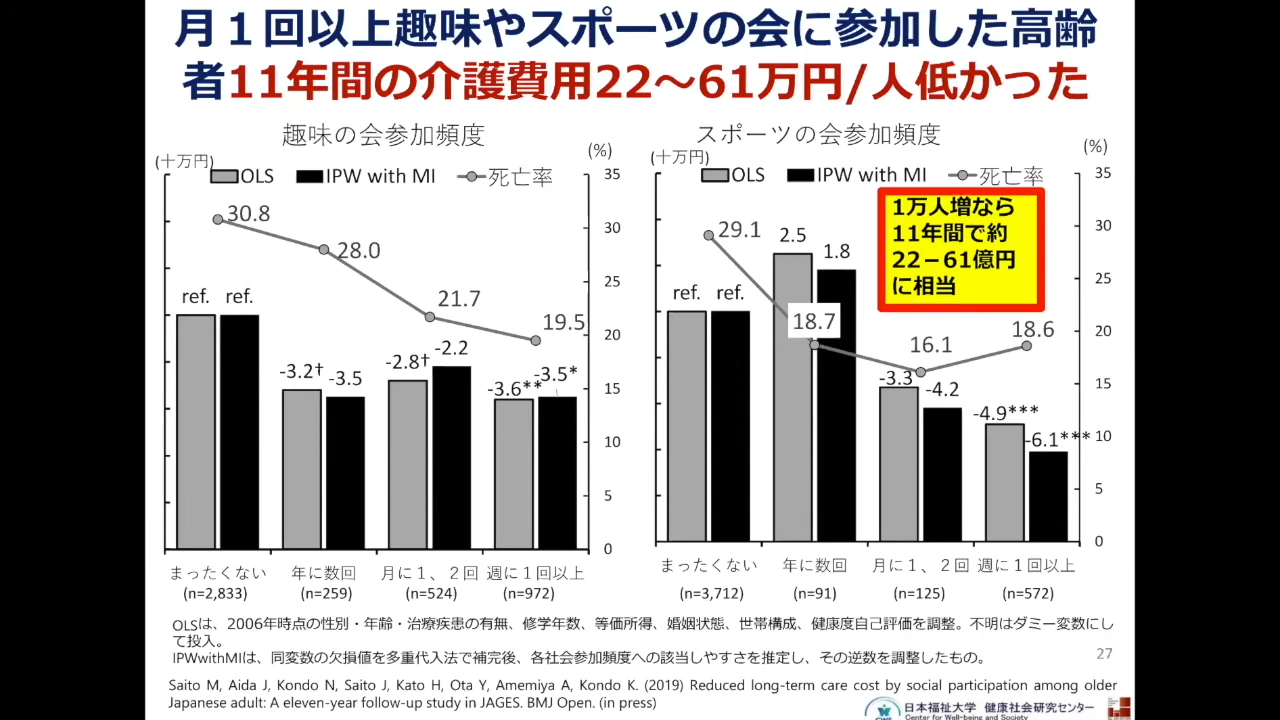 月１回以上趣味やスポーツの会に参加した高齢
者11年間の介護費用22～61万円/人低かった
趣味の会参加頻度
(十万円)
(%)
OLS
IPW with MI
死亡率
35
30
25
20
15
10
5
0
30.8
28.0
21.7
19.5
ref.
ref.
-3.2†
-3.5
-2.8†
-2.2
-3.6**
-3.5*
まったくない
年に数回
月に１、２回
週に１回以上
(n=2,833)
(n=259)
(n=524)
(n=972)
スポーツの会参加頻度
(十万円)
(%)
OLS
IPW with MI
死亡率
35
30
25
20
15
10
5
0
1万人増なら
11年間で約
22－61億円
に相当
29.1
18.7
16.1
18.6
ref.
ref.
2.5
1.8
-3.3
-4.2
-4.9***
-6.1***
まったくない
年に数回
月に１、２回
週に１回以上
(n=3,712)
(n=91)
(n=125)
(n=572)
OLSは、2006年時点の性別・年齢・治療疾患の有無、修学年数、等価所得、婚姻状態、世帯構成、健康度自己評価を調整。不明はダミー変数にし
て投入。
IPWwithMIは、同変数の欠損値を多重代入法で補完後、各社会参加頻度への該当しやすさを推定し、その逆数を調整したもの。
27
Saito M, Aida J, Kondo N, Saito J, Kato H, Ota Y, Amemiya A, Kondo K. (2019) Reduced long-term care cost by social participation among older
Japanese adult: A eleven-year follow-up study in JAGES. BMJ Open. (in press)
日本福祉大学 健康社会研究センター
Center for Well-being and Society